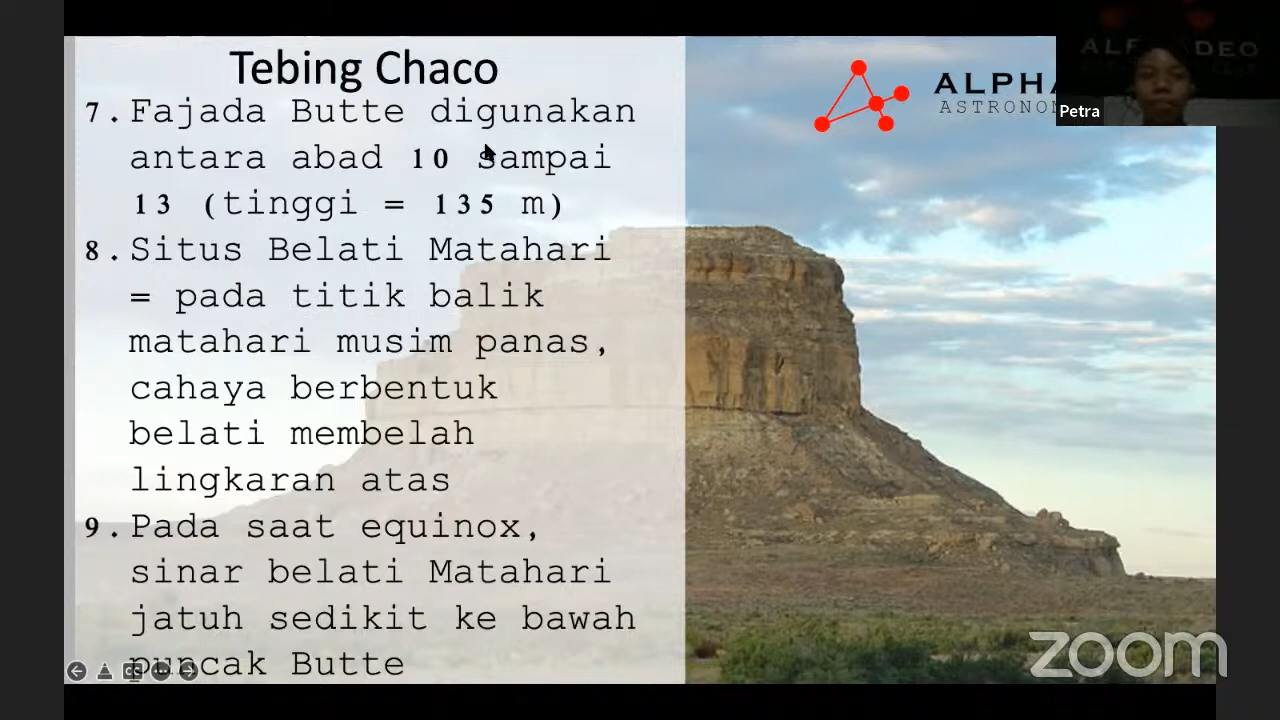 Tebing Chaco
7. Fajada Butte digunakan
antara abad 10 sampai
13 (tinggi = 135 m)
8. Situs Belati Matahari
= pada titik balik
matahari musim panas,
cahaya berbentuk
belati membelah
lingkaran atas
9. Pada saat equinox,
sinar belati Matahari
jatuh sedikit ke bawah
puncak Butte
ALPHA
ASTRONOM
Petra
zoom